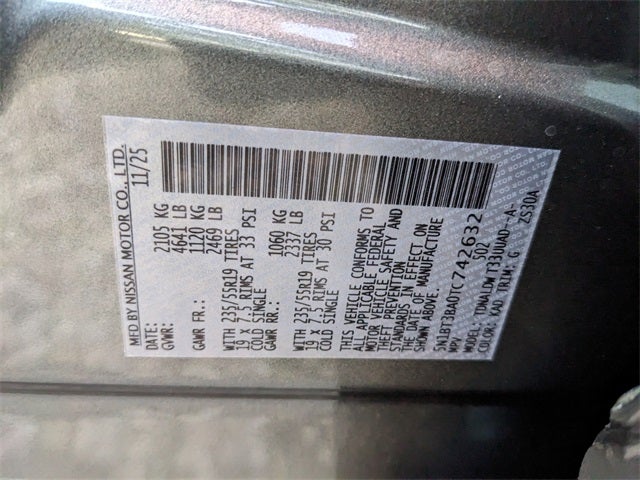 MFD BY NISSAN MOTOR CO., LTD.
DATE: 11/25
GVWR: 2105 KG
4641 LB
GAWR FR.: 1120 KG
2469 LB
WITH 235/55R19 TIRES
19 x 7.5 RIMS AT 33 PSI
COLD SINGLE
GAWR RR.: 1060 KG
2337 LB
WITH 235/55R19 TIRES
19 x 7.5 RIMS AT 30 PSI
COLD SINGLE
THIS VEHICLE CONFORMS TO
ALL APPLICABLE FEDERAL
MOTOR VEHICLE SAFETY AND
THEFT PREVENTION
STANDARDS IN EFFECT ON
THE DATE OF MANUFACTURE
SHOWN ABOVE.
5N1BT3BA0TC742632
MPV S02
MODEL: TDNALDWT33UUA0--A-
COLOR: KAD TRIM: G ZS30A